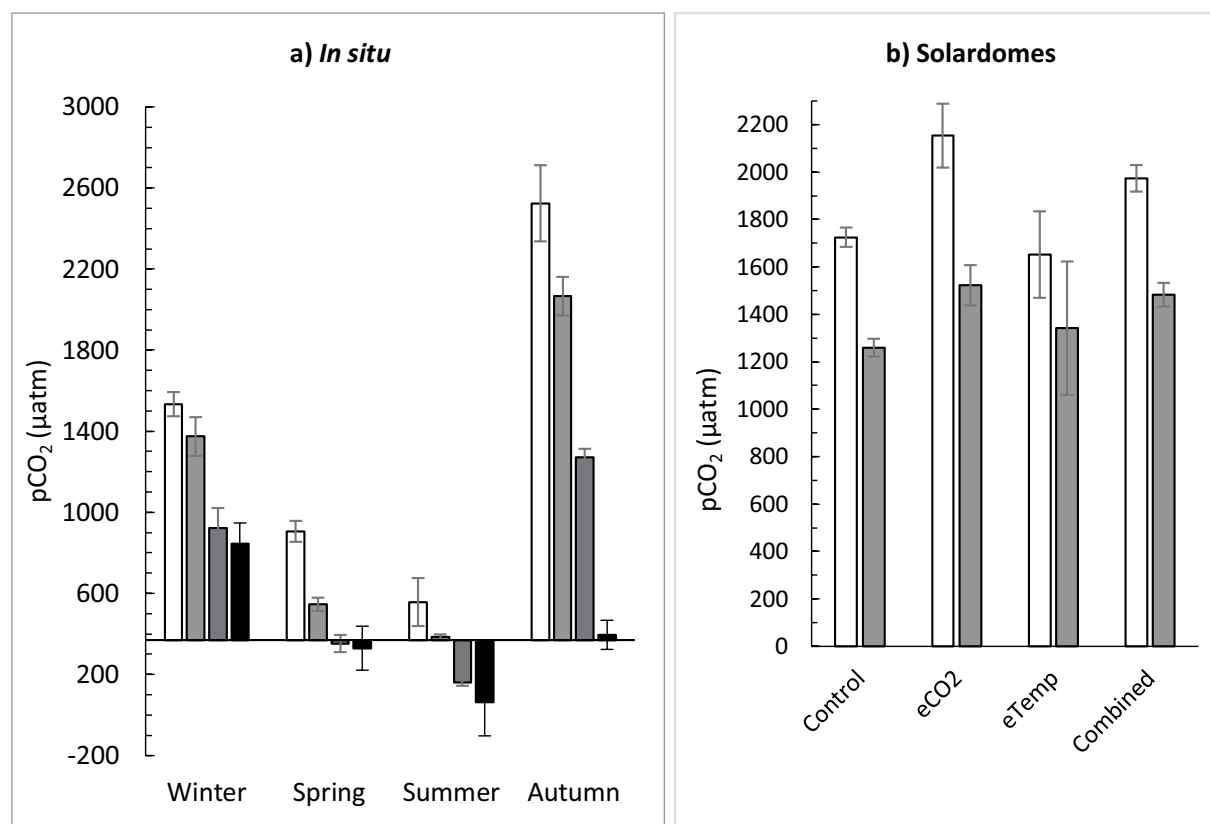 a) In situ
3000
2600
2200
1800
1400
1000
600
200
-200
pCO₂ (µatm)
Winter Spring Summer Autumn
b) Solardomes
2200
2000
1800
1600
1400
1200
1000
800
600
400
200
0
pCO₂ (µatm)
Control
eCO2
eTemp
Combined